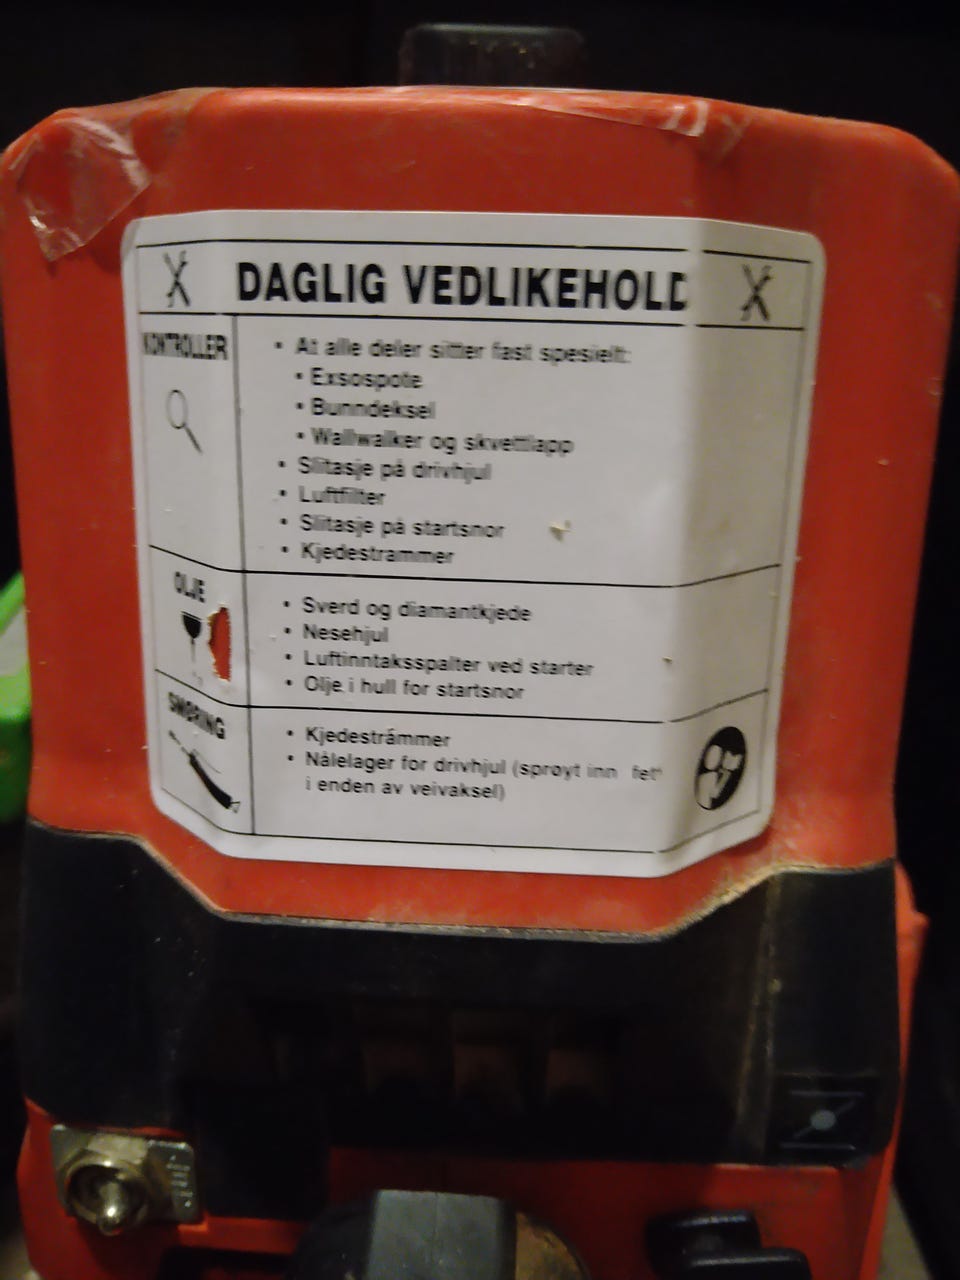 DAGLIG VEDLIKEHOLD
KONTROLLER
• At alle deler sitter fast spesielt:
• Exsospote
• Bunndeksel
• Wallwalker og skvettlapp
• Slitasje på drivhjul
• Luftfilter
• Slitasje på startsnor
• Kjedestrammer
OLJE
• Sverd og diamantkjede
• Nesehjul
• Luftinntaksspalter ved starter
• Olje i hull for startsnor
SMØRING
• Kjedestrammer
• Nålelager for drivhjul (sprøyt inn fett
i enden av veivaksel)